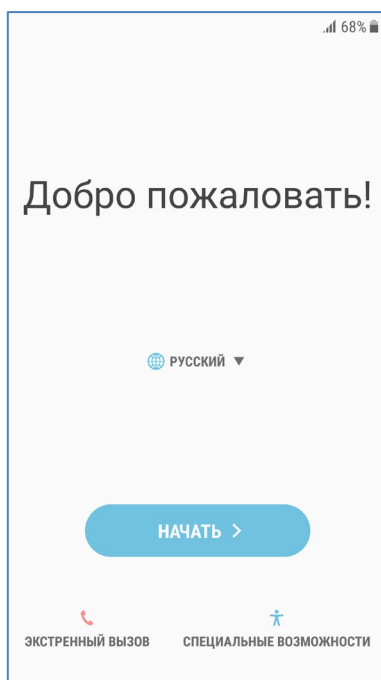 68%
Добро пожаловать!
РУССКИЙ
НАЧАТЬ
ЭКСТРЕННЫЙ ВЫЗОВ СПЕЦИАЛЬНЫЕ ВОЗМОЖНОСТИ